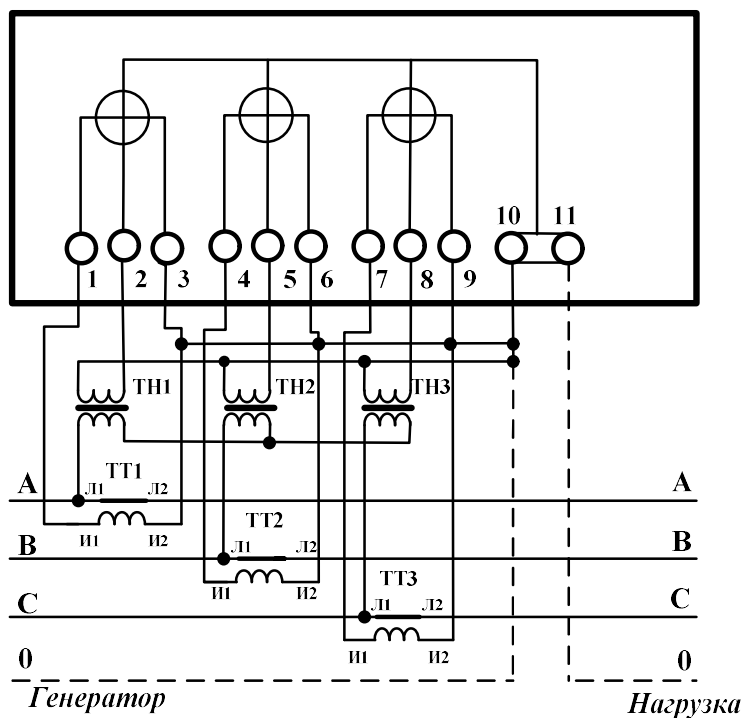 10 11
1 2 3 4 5 6 7 8 9
ТН1 ТН2 ТН3
A ТТ1 A
Л1 Л2
И1 И2
ТТ2
B Л1 Л2 B
И1 И2
ТТ3
C Л1 Л2 C
И1 И2
0 0
Генератор Нагрузка